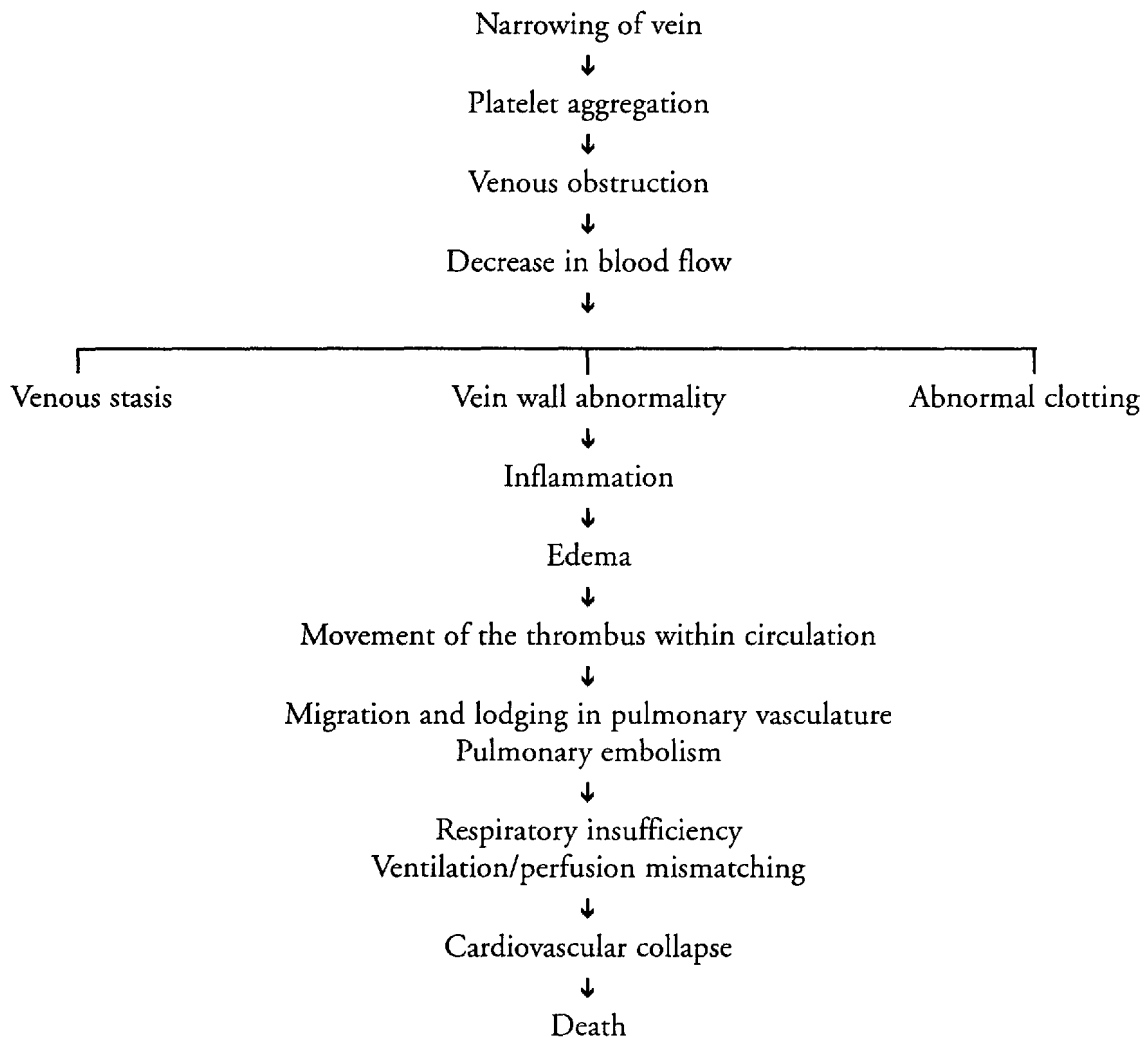 Narrowing of vein
Platelet aggregation
Venous obstruction
Decrease in blood flow
Venous stasis Vein wall abnormality Abnormal clotting
Inflammation
Edema
Movement of the thrombus within circulation
Migration and lodging in pulmonary vasculature
Pulmonary embolism
Respiratory insufficiency
Ventilation/perfusion mismatching
Cardiovascular collapse
Death